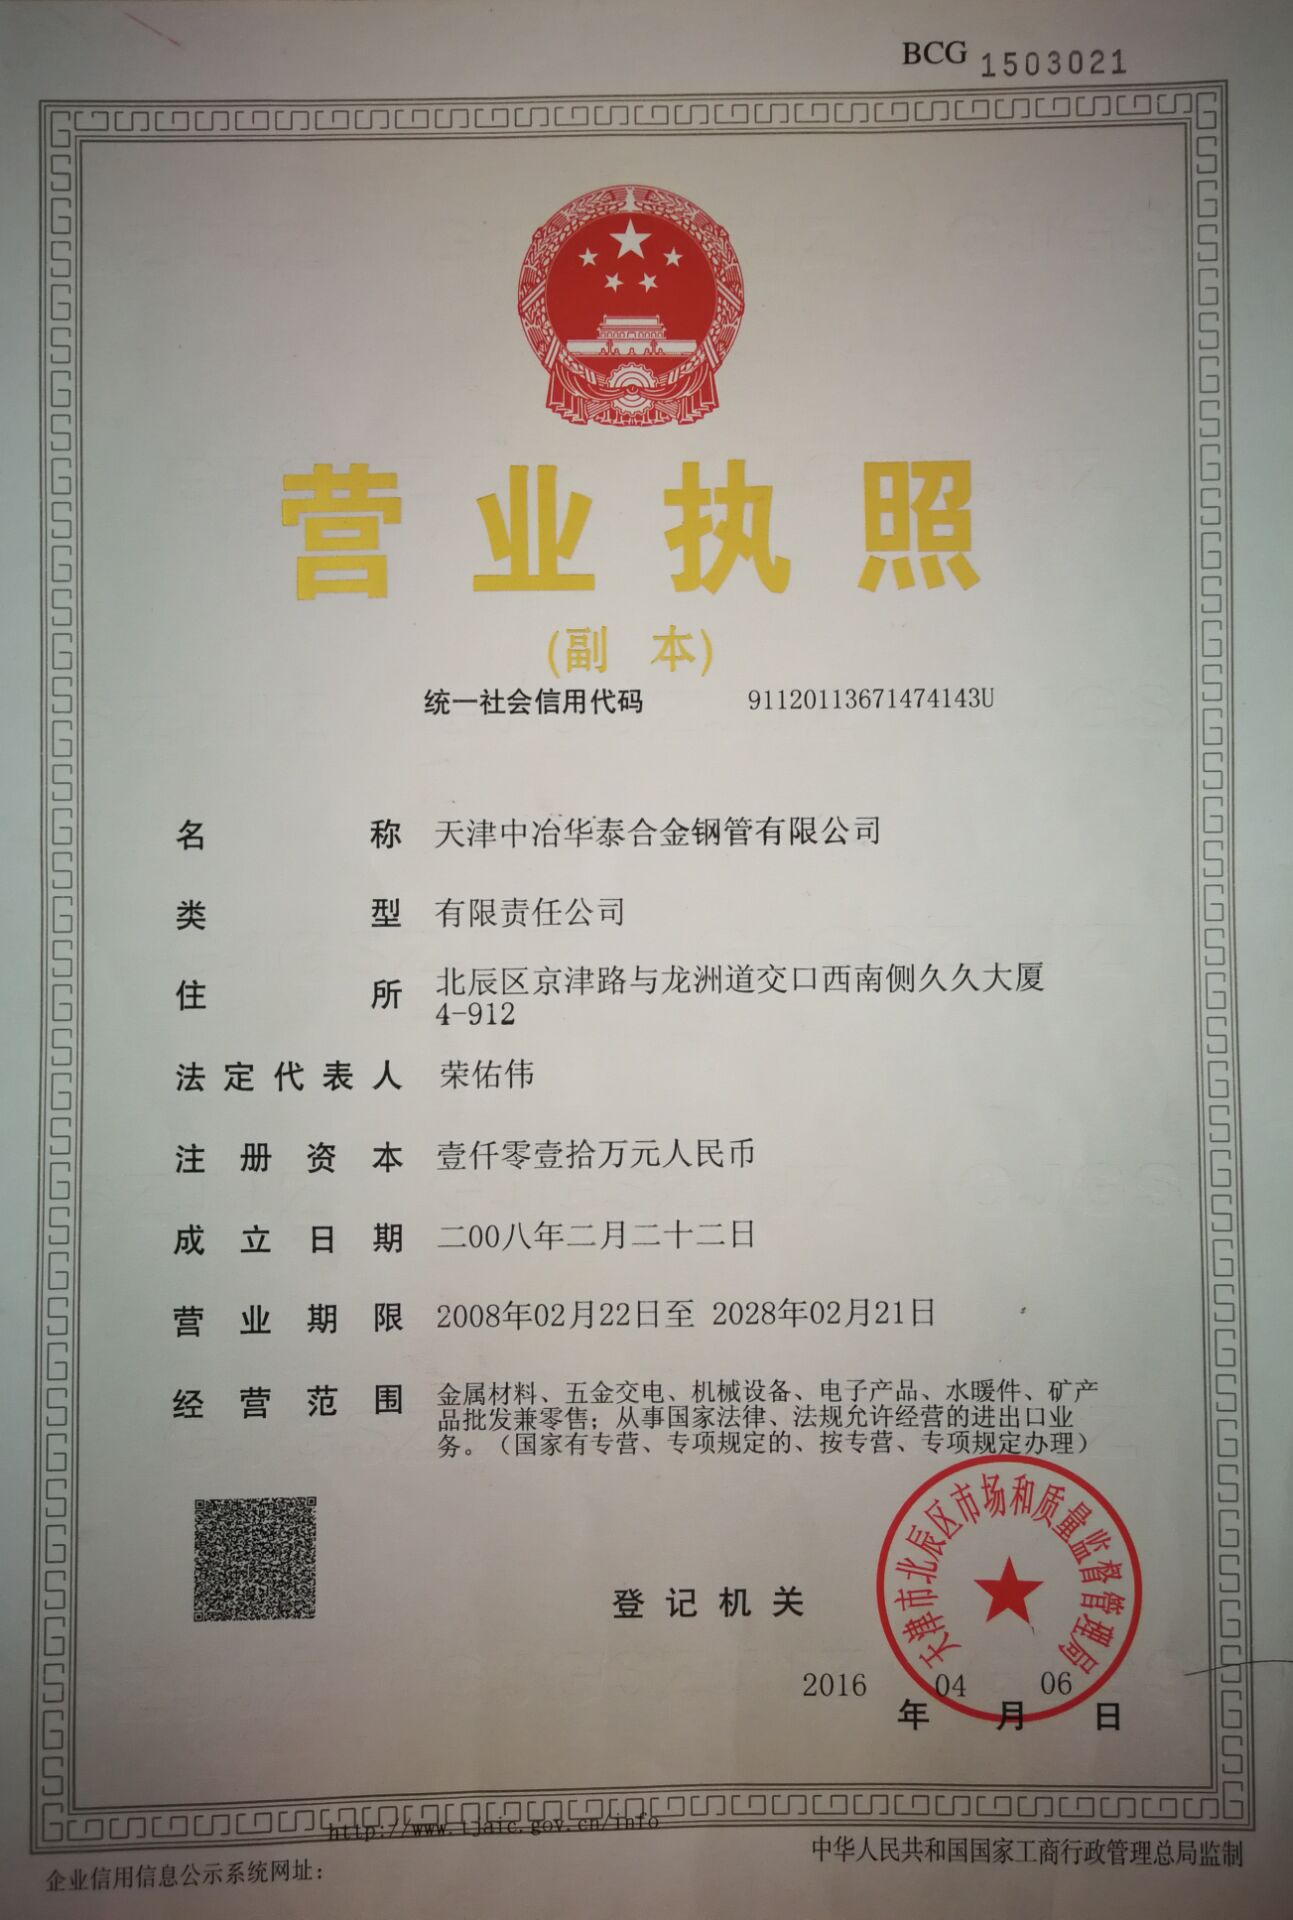 BCG 1503021
营业执照
(副 本)
统一社会信用代码 91120113671474143U
名 称 天津中冶华泰合金钢管有限公司
类 型 有限责任公司
住 所 北辰区京津路与龙洲道交口西南侧久久大厦
4-912
法定代表人 荣佑伟
注册资本 壹仟零壹拾万元人民币
成立日期 二00八年二月二十二日
营业期限 2008年02月22日至 2028年02月21日
经营范围 金属材料、五金交电、机械设备、电子产品、水暖件、矿产
品批发兼零售；从事国家法律、法规允许经营的进出口业
务。（国家有专营、专项规定的、按专营、专项规定办理）
天津市北辰区市场和质量监督管理局
登记机关
2016 年 04 月 06 日
http://www.tjaic.gov.cn/info
企业信用信息公示系统网址：
中华人民共和国国家工商行政管理总局监制